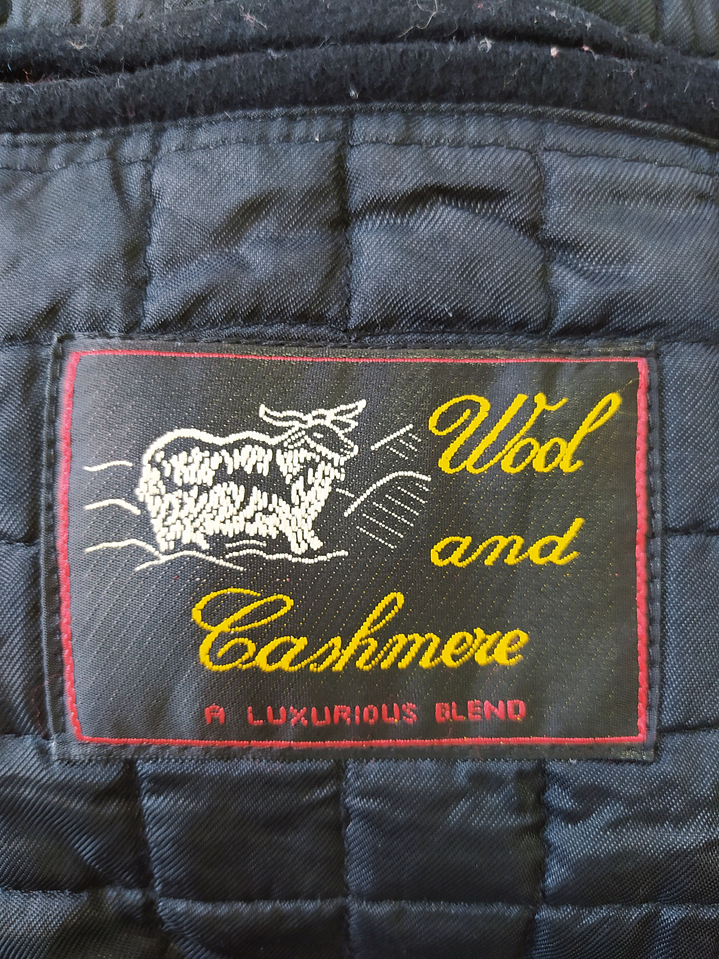 Wool
and
Cashmere
A LUXURIOUS BLEND